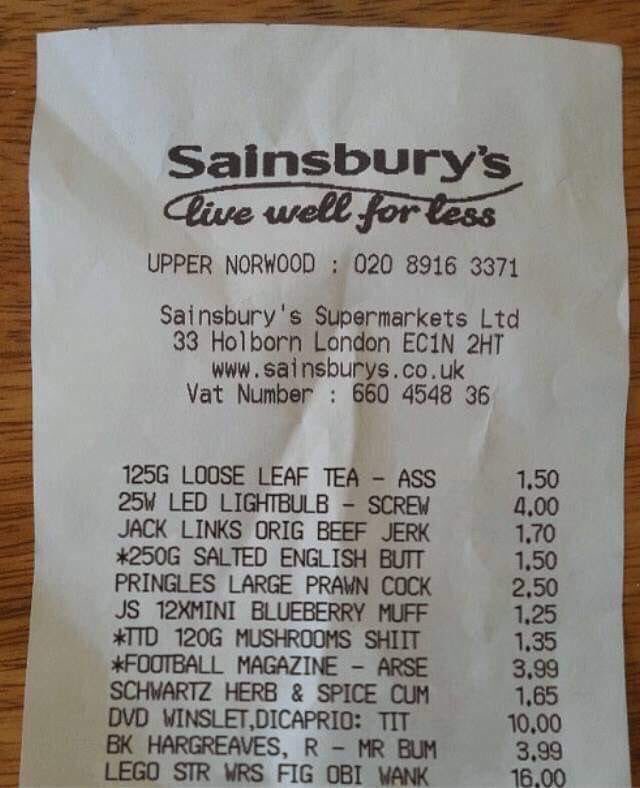 Sainsbury's
live well for less
UPPER NORWOOD : 020 8916 3371
Sainsbury's Supermarkets Ltd
33 Holborn London EC1N 2HT
www.sainsburys.co.uk
Vat Number : 660 4548 36
125G LOOSE LEAF TEA - ASS 1.50
25W LED LIGHTBULB - SCREW 4.00
JACK LINKS ORIG BEEF JERK 1.70
*250G SALTED ENGLISH BUTT 1.50
PRINGLES LARGE PRAWN COCK 2.50
JS 12XMINI BLUEBERRY MUFF 1.25
*TTD 120G MUSHROOMS SHIIT 1.35
*FOOTBALL MAGAZINE - ARSE 3.99
SCHWARTZ HERB & SPICE CUM 1.65
DVD WINSLET,DICAPRIO: TIT 10.00
BK HARGREAVES, R - MR BUM 3.99
LEGO STR WRS FIG OBI WANK 16.00